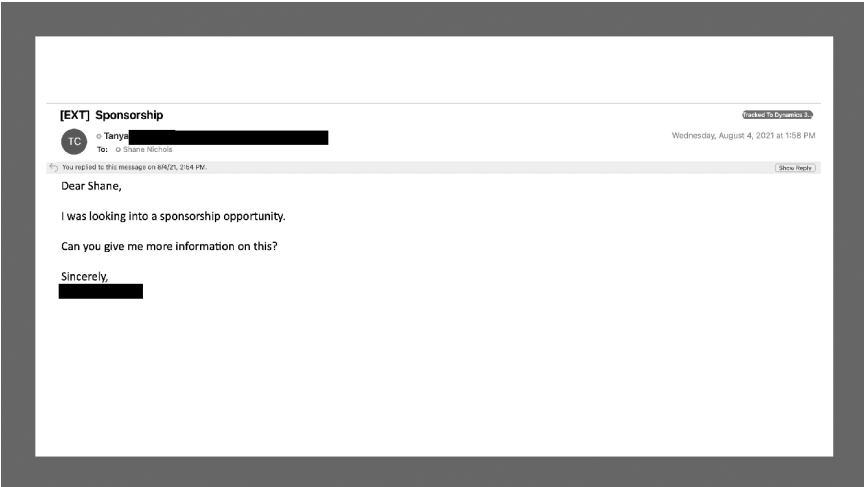 [EXT] Sponsorship
Tracked To Dynamics 3...
TC
Tanya
Wednesday, August 4, 2021 at 1:58 PM
To: Shane Nichols
You replied to this message on 8/4/21, 2:54 PM.
Show Reply
Dear Shane,
I was looking into a sponsorship opportunity.
Can you give me more information on this?
Sincerely,